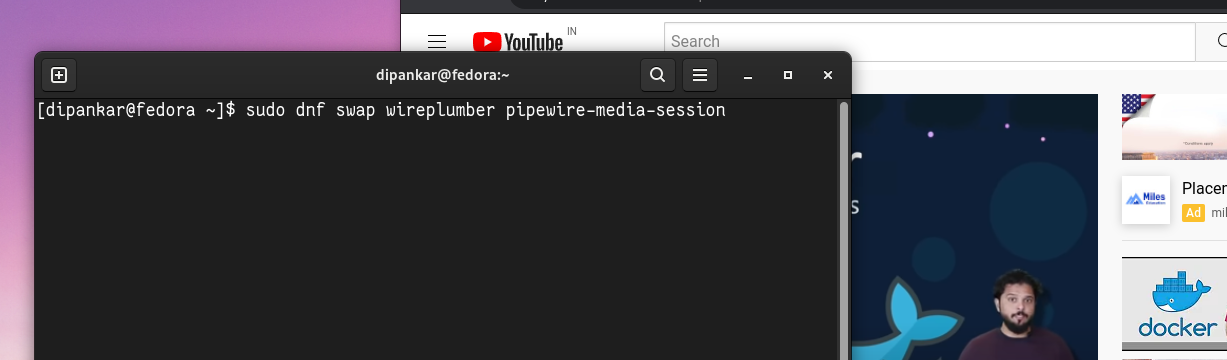 YouTube IN
Search
dipankar@fedora:~
[dipankar@fedora ~]$ sudo dnf swap wireplumber pipewire-media-session
Miles
Education
Placer
Ad mil
docker